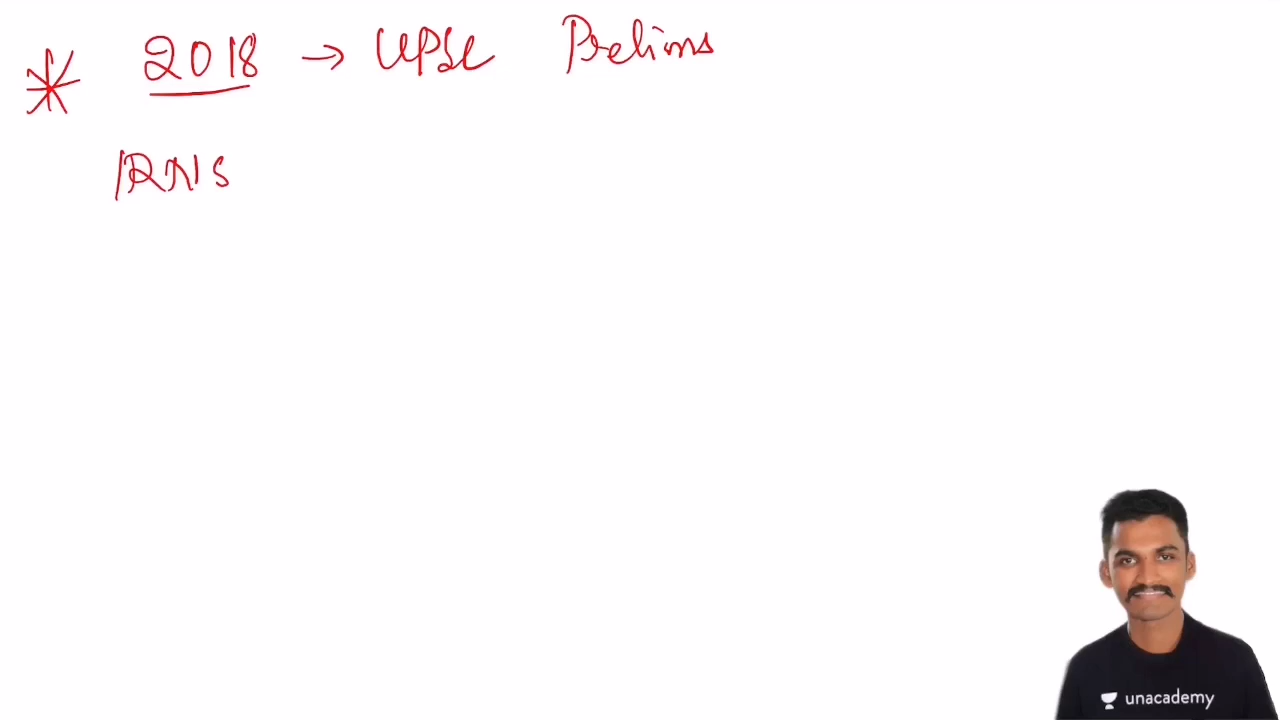 * 2018 → UPSC Prelims
IRNS
unacademy